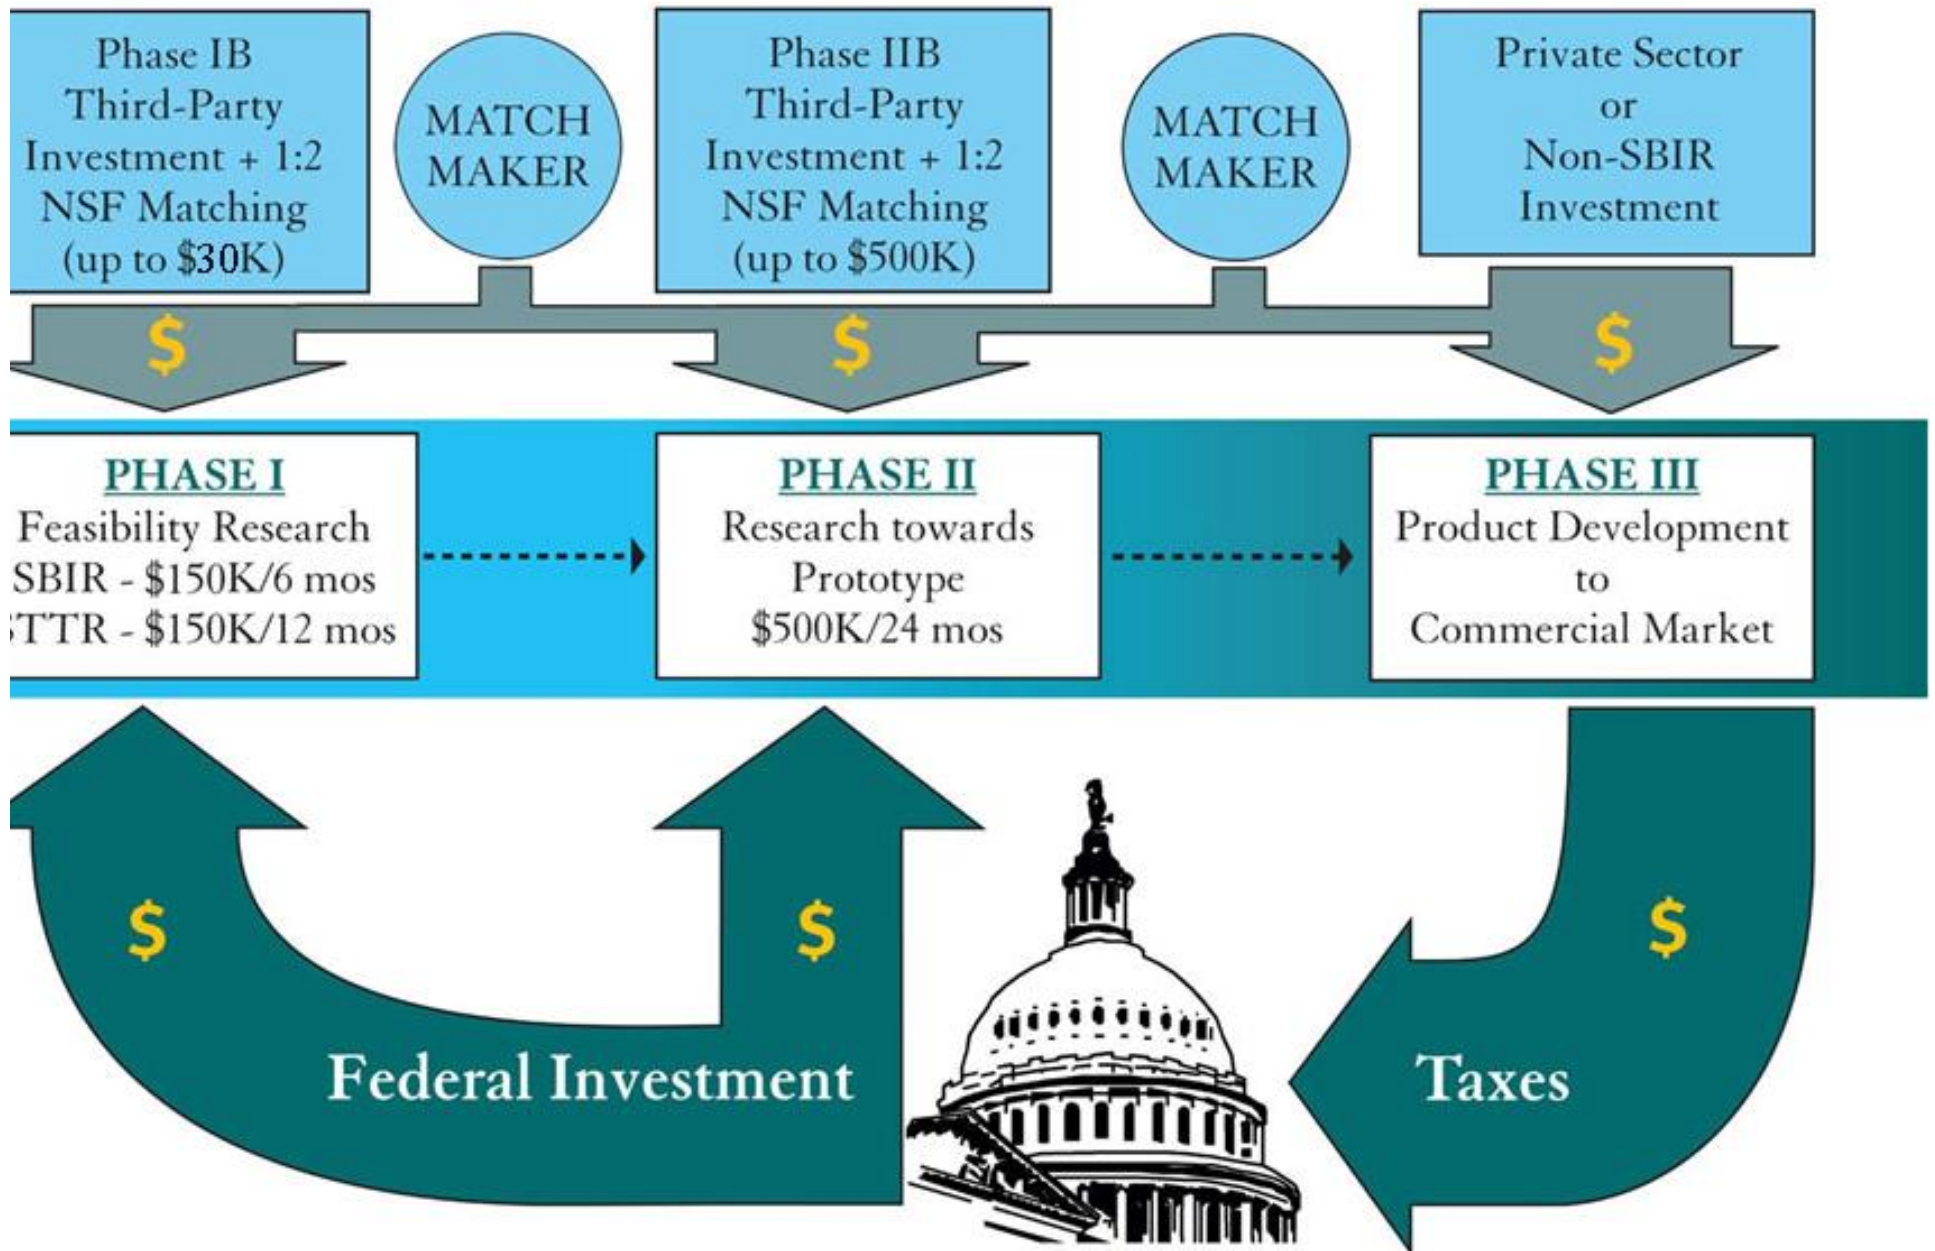 Phase IB
Third-Party
Investment + 1:2
NSF Matching
(up to $30K)
MATCH
MAKER
Phase IIB
Third-Party
Investment + 1:2
NSF Matching
(up to $500K)
MATCH
MAKER
Private Sector
or
Non-SBIR
Investment
$
$
$
PHASE I
Feasibility Research
SBIR - $150K/6 mos
TTR - $150K/12 mos
PHASE II
Research towards
Prototype
$500K/24 mos
PHASE III
Product Development
to
Commercial Market
$
$
$
Federal Investment
Taxes